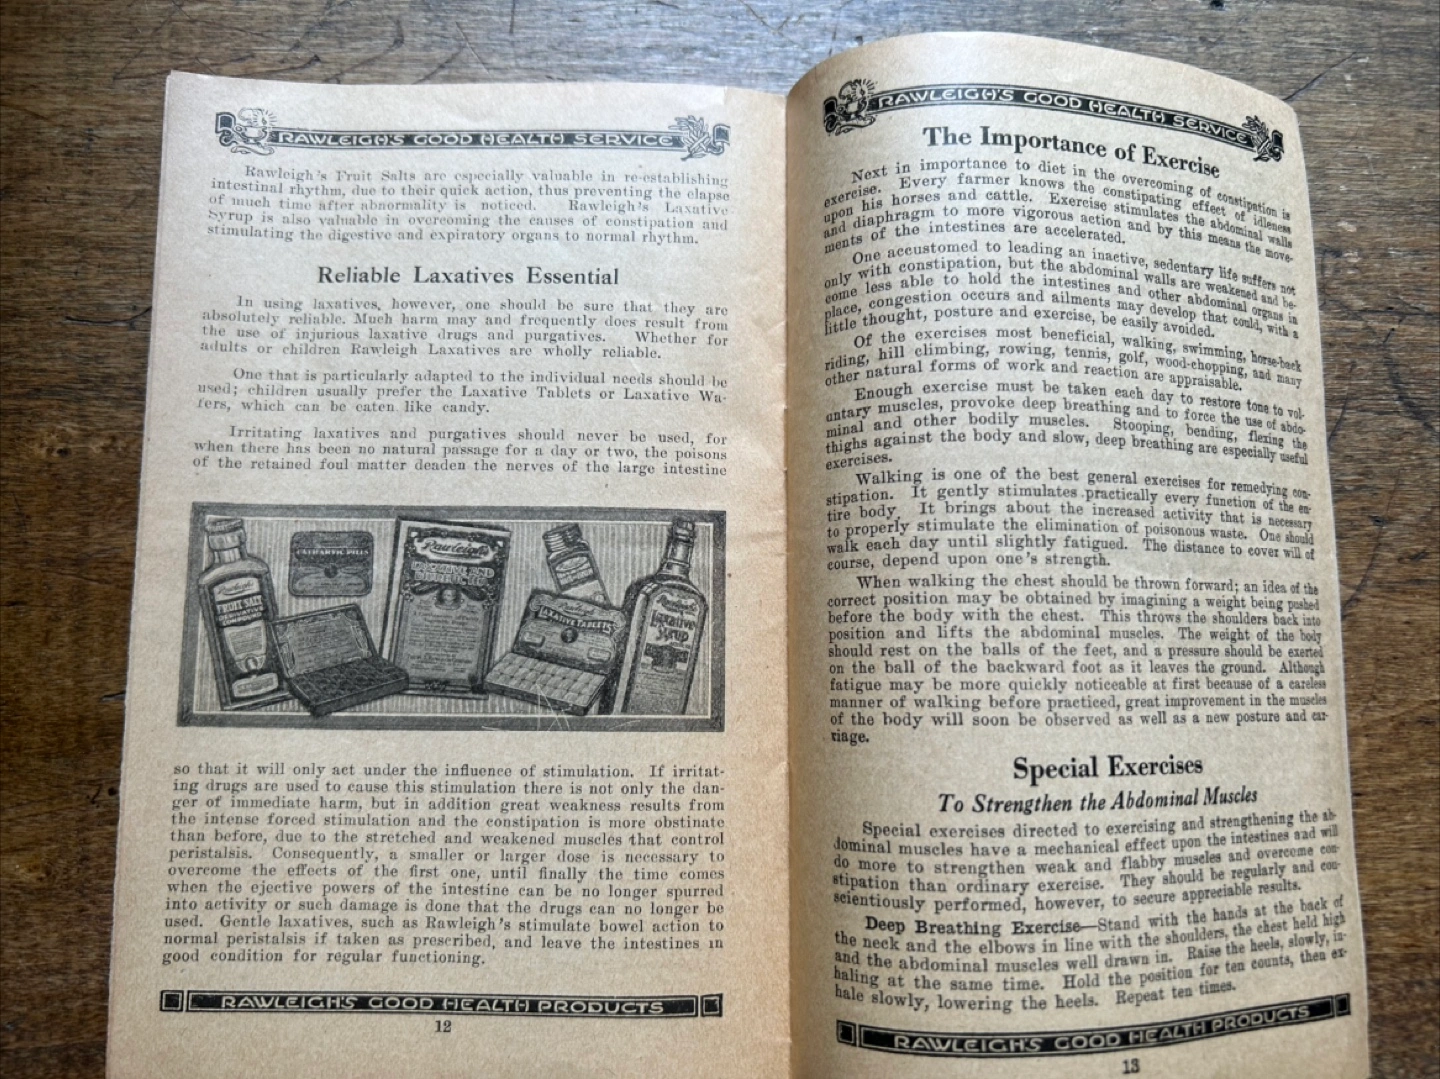 RAWLEIGH'S GOOD HEALTH SERVICE
Rawleigh's Fruit Salts are especially valuable in re-establishing
intestinal rhythm, due to their quick action, thus preventing the elapse
of much time after abnormality is noticed. Rawleigh's Laxative
Syrup is also valuable in overcoming the causes of constipation and
stimulating the digestive and expiratory organs to normal rhythm.
Reliable Laxatives Essential
In using laxatives, however, one should be sure that they are
absolutely reliable. Much harm may and frequently does result from
the use of injurious laxative drugs and purgatives. Whether for
adults or children Rawleigh Laxatives are wholly reliable.
One that is particularly adapted to the individual needs should be
used; children usually prefer the Laxative Tablets or Laxative Wa-
fers, which can be eaten like candy.
Irritating laxatives and purgatives should never be used, for
when there has been no natural passage for a day or two, the poisons
of the retained foul matter deaden the nerves of the large intestine
CATHARTIC PILLS
Rawleigh's
FRUIT SALT
Rawleigh's
LAXATIVE TABLETS
Rawleigh's
Laxative
Syrup
so that it will only act under the influence of stimulation. If irritat-
ing drugs are used to cause this stimulation there is not only the dan-
ger of immediate harm, but in addition great weakness results from
the intense forced stimulation and the constipation is more obstinate
than before, due to the stretched and weakened muscles that control
peristalsis. Consequently, a smaller or larger dose is necessary to
overcome the effects of the first one, until finally the time comes
when the ejective powers of the intestine can be no longer spurred
into activity or such damage is done that the drugs can no longer be
used. Gentle laxatives, such as Rawleigh's stimulate bowel action to
normal peristalsis if taken as prescribed, and leave the intestines in
good condition for regular functioning.
RAWLEIGH'S GOOD HEALTH PRODUCTS
12
RAWLEIGH'S GOOD HEALTH SERVICE
The Importance of Exercise
Next in importance to diet in the overcoming of constipation is
exercise. Every farmer knows the constipating effect of idleness
upon his horses and cattle. Exercise stimulates the abdominal walls
and diaphragm to more vigorous action and by this means the move-
ments of the intestines are accelerated.
One accustomed to leading an inactive, sedentary life suffers not
only with constipation, but the abdominal walls are weakened and be-
come less able to hold the intestines and other abdominal organs in
place, congestion occurs and ailments may develop that could, with a
little thought, posture and exercise, be easily avoided.
Of the exercises most beneficial, walking, swimming, horse-back
riding, hill climbing, rowing, tennis, golf, wood-chopping, and many
other natural forms of work and reaction are appraisable.
Enough exercise must be taken each day to restore tone to vol-
untary muscles, provoke deep breathing and to force the use of abdo-
minal and other bodily muscles. Stooping, bending, flexing the
thighs against the body and slow, deep breathing are especially useful
exercises.
Walking is one of the best general exercises for remedying con-
stipation. It gently stimulates practically every function of the en-
tire body. It brings about the increased activity that is necessary
to properly stimulate the elimination of poisonous waste. One should
walk each day until slightly fatigued. The distance to cover will of
course, depend upon one's strength.
When walking the chest should be thrown forward; an idea of the
correct position may be obtained by imagining a weight being pushed
before the body with the chest. This throws the shoulders back into
position and lifts the abdominal muscles. The weight of the body
should rest on the balls of the feet, and a pressure should be exerted
on the ball of the backward foot as it leaves the ground. Although
fatigue may be more quickly noticeable at first because of a careless
manner of walking before practiced, great improvement in the muscles
of the body will soon be observed as well as a new posture and car-
riage.
Special Exercises
To Strengthen the Abdominal Muscles
Special exercises directed to exercising and strengthening the ab-
dominal muscles have a mechanical effect upon the intestines and will
do more to strengthen weak and flabby muscles and overcome con-
stipation than ordinary exercise. They should be regularly and con-
scientiously performed, however, to secure appreciable results.
Deep Breathing Exercise—Stand with the hands at the back of
the neck and the elbows in line with the shoulders, the chest held high
and the abdominal muscles well drawn in. Raise the heels, slowly, in-
haling at the same time. Hold the position for ten counts, then ex-
hale slowly, lowering the heels. Repeat ten times.
RAWLEIGH'S GOOD HEALTH PRODUCTS
13